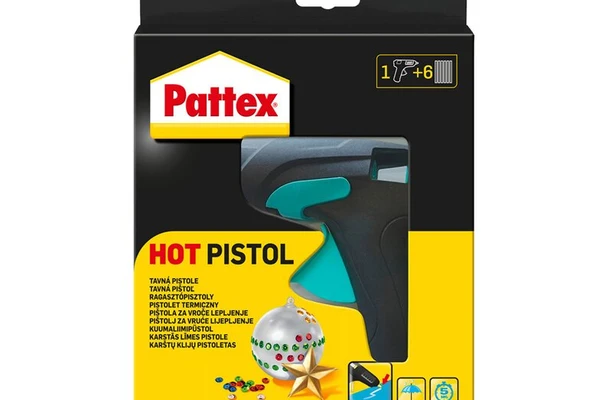 1 +6
Pattex®
HOT PISTOL
TAVNÁ PISTOLE
TAVNÁ PIŠTOĽ
RAGASZTÓPISZTOLY
PISTOLET TERMICZNY
PIŠTOLA ZA VROČE LEPLJENJE
PIŠTOLJ ZA VRUĆE LIJEPLJENJE
KUUMALIIMIPÜSTOL
KARSTĀS LĪMES PISTOLE
KARŠTŲ KLIJŲ PISTOLETAS
5